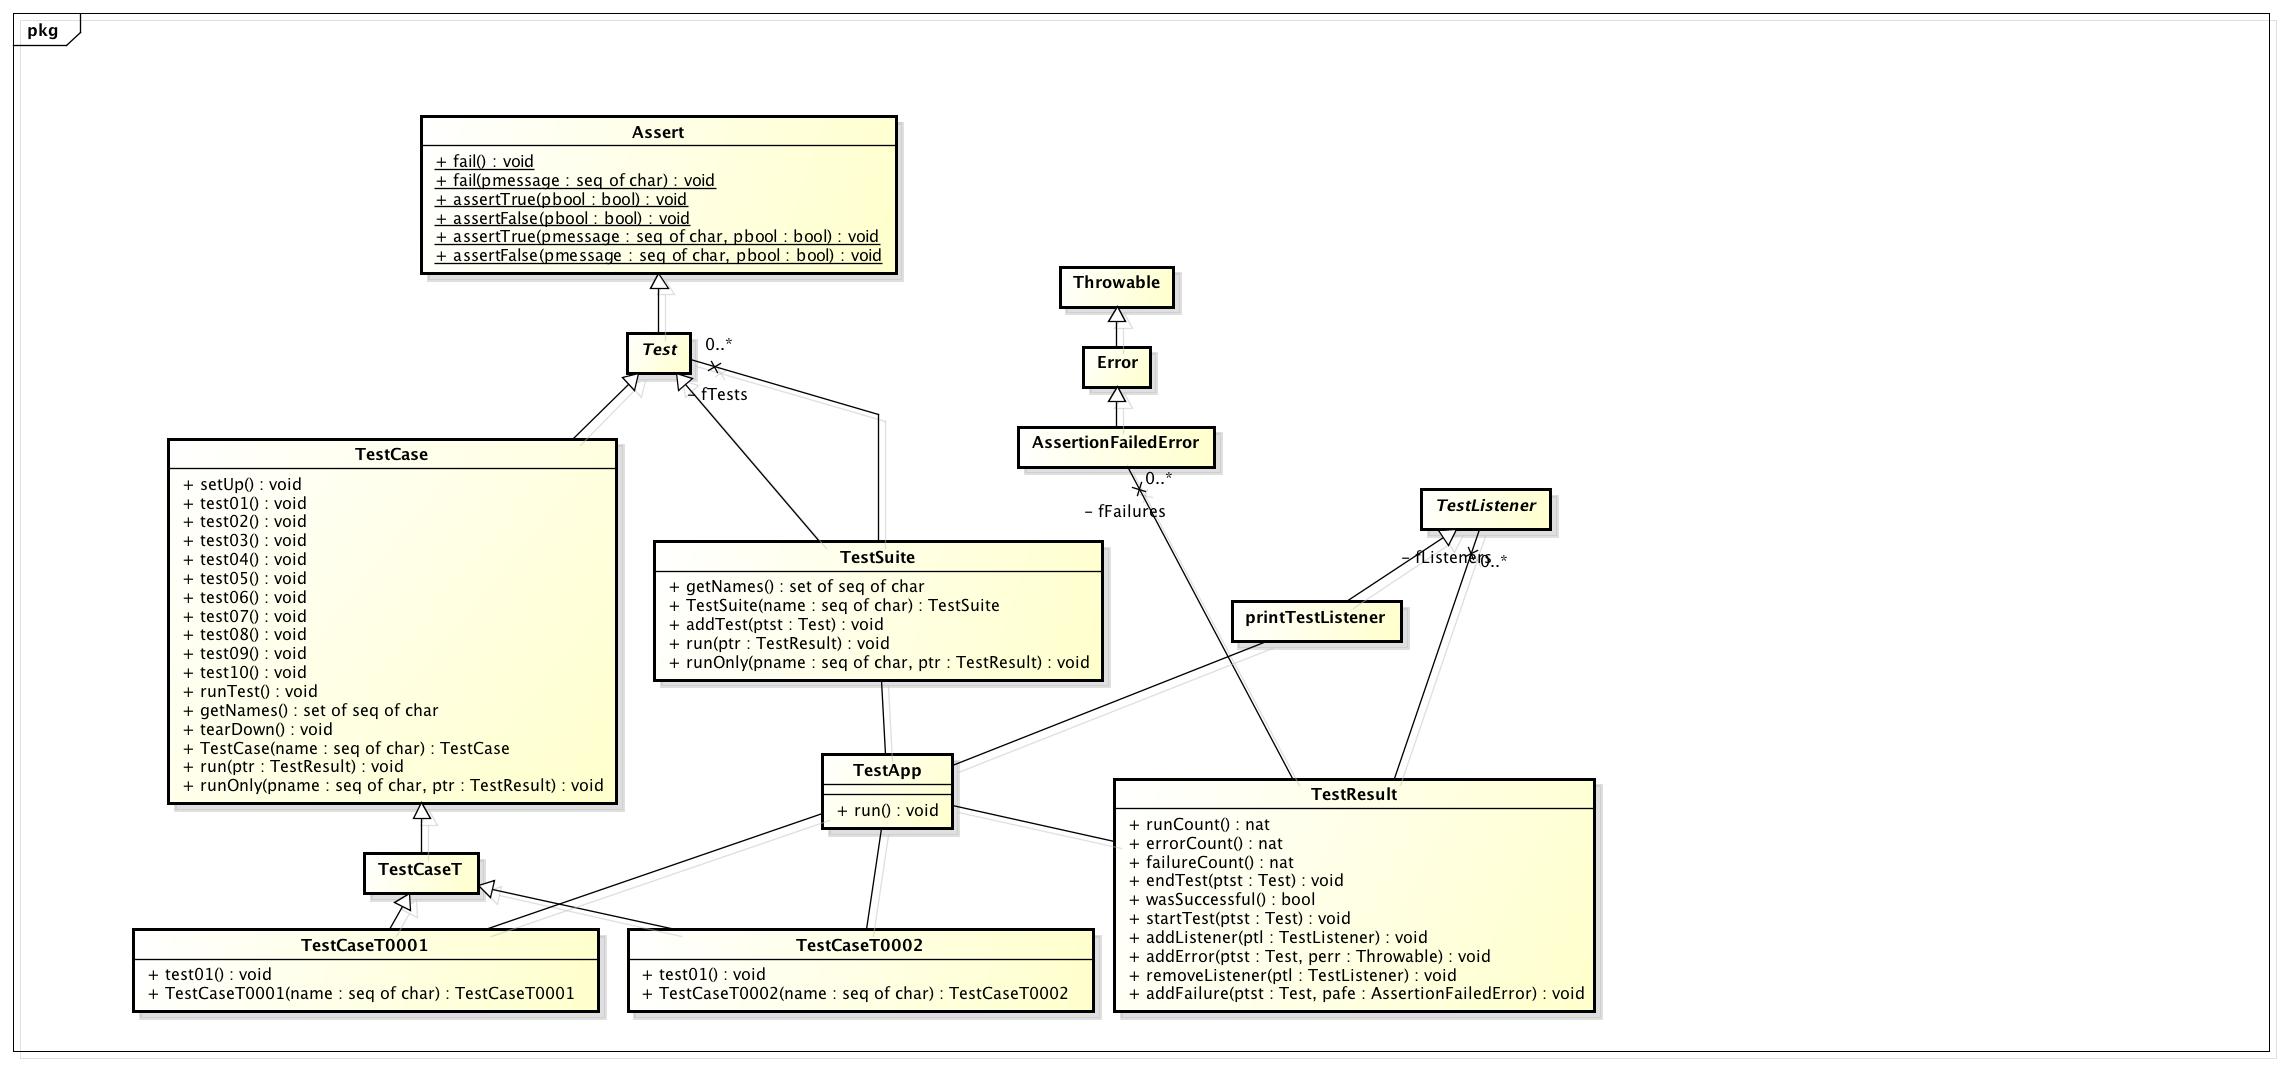 pkg
Assert
+ fail() : void
+ fail(pmessage : seq of char) : void
+ assertTrue(pbool : bool) : void
+ assertFalse(pbool : bool) : void
+ assertTrue(pmessage : seq of char, pbool : bool) : void
+ assertFalse(pmessage : seq of char, pbool : bool) : void
Throwable
Test
0..*
- fTests
Error
AssertionFailedError
0..*
- fFailures
TestCase
+ setUp() : void
+ test01() : void
+ test02() : void
+ test03() : void
+ test04() : void
+ test05() : void
+ test06() : void
+ test07() : void
+ test08() : void
+ test09() : void
+ test10() : void
+ runTest() : void
+ getNames() : set of seq of char
+ tearDown() : void
+ TestCase(name : seq of char) : TestCase
+ run(ptr : TestResult) : void
+ runOnly(pname : seq of char, ptr : TestResult) : void
TestSuite
+ getNames() : set of seq of char
+ TestSuite(name : seq of char) : TestSuite
+ addTest(ptst : Test) : void
+ run(ptr : TestResult) : void
+ runOnly(pname : seq of char, ptr : TestResult) : void
TestListener
- fListeners
0..*
printTestListener
TestApp
+ run() : void
TestResult
+ runCount() : nat
+ errorCount() : nat
+ failureCount() : nat
+ endTest(ptst : Test) : void
+ wasSuccessful() : bool
+ startTest(ptst : Test) : void
+ addListener(ptl : TestListener) : void
+ addError(ptst : Test, perr : Throwable) : void
+ removeListener(ptl : TestListener) : void
+ addFailure(ptst : Test, pafe : AssertionFailedError) : void
TestCaseT
TestCaseT0001
+ test01() : void
+ TestCaseT0001(name : seq of char) : TestCaseT0001
TestCaseT0002
+ test01() : void
+ TestCaseT0002(name : seq of char) : TestCaseT0002